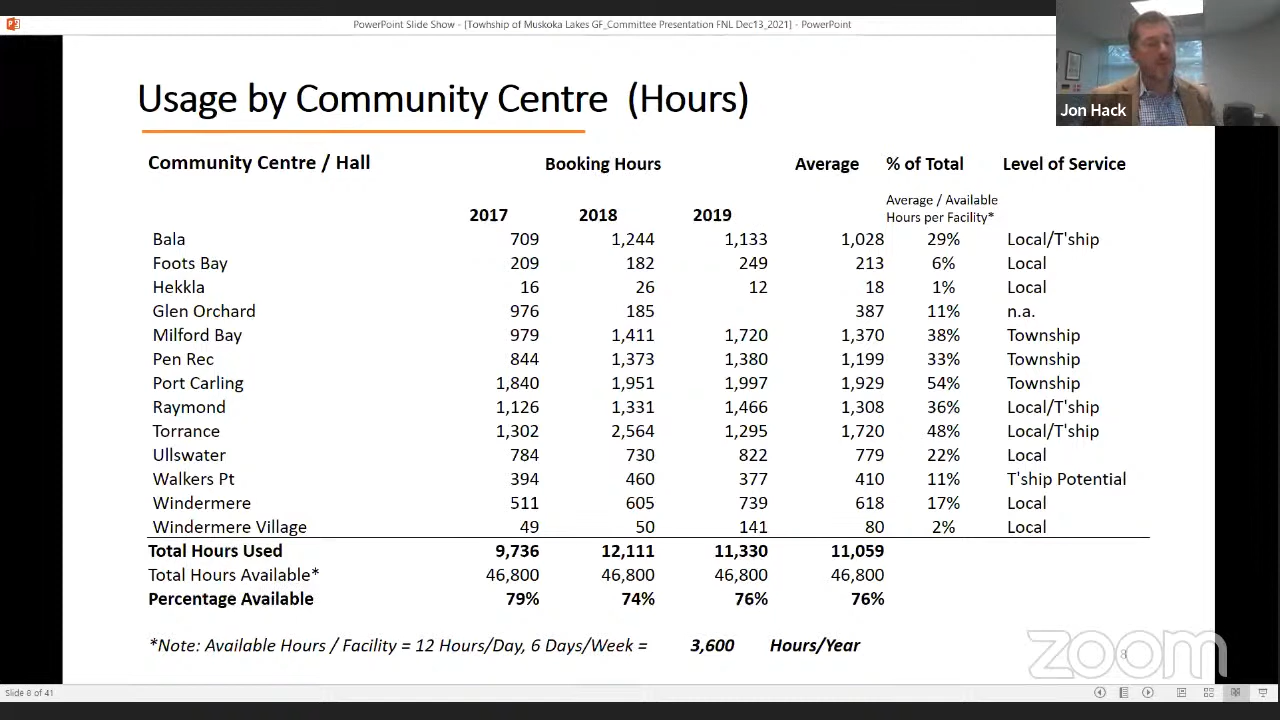 PowerPoint Slide Show - [Towhship of Muskoka Lakes GF_Committee Presentation FNL Dec13_2021] - PowerPoint
Jon Hack
Usage by Community Centre (Hours)
Community Centre / Hall Booking Hours Average % of Total Level of Service
Average / Available
2017 2018 2019 Hours per Facility*
Bala 709 1,244 1,133 1,028 29% Local/T'ship
Foots Bay 209 182 249 213 6% Local
Hekkla 16 26 12 18 1% Local
Glen Orchard 976 185 387 11% n.a.
Milford Bay 979 1,411 1,720 1,370 38% Township
Pen Rec 844 1,373 1,380 1,199 33% Township
Port Carling 1,840 1,951 1,997 1,929 54% Township
Raymond 1,126 1,331 1,466 1,308 36% Local/T'ship
Torrance 1,302 2,564 1,295 1,720 48% Local/T'ship
Ullswater 784 730 822 779 22% Local
Walkers Pt 394 460 377 410 11% T'ship Potential
Windermere 511 605 739 618 17% Local
Windermere Village 49 50 141 80 2% Local
Total Hours Used 9,736 12,111 11,330 11,059
Total Hours Available* 46,800 46,800 46,800 46,800
Percentage Available 79% 74% 76% 76%
*Note: Available Hours / Facility = 12 Hours/Day, 6 Days/Week = 3,600 Hours/Year
zoom
8
Slide 8 of 41